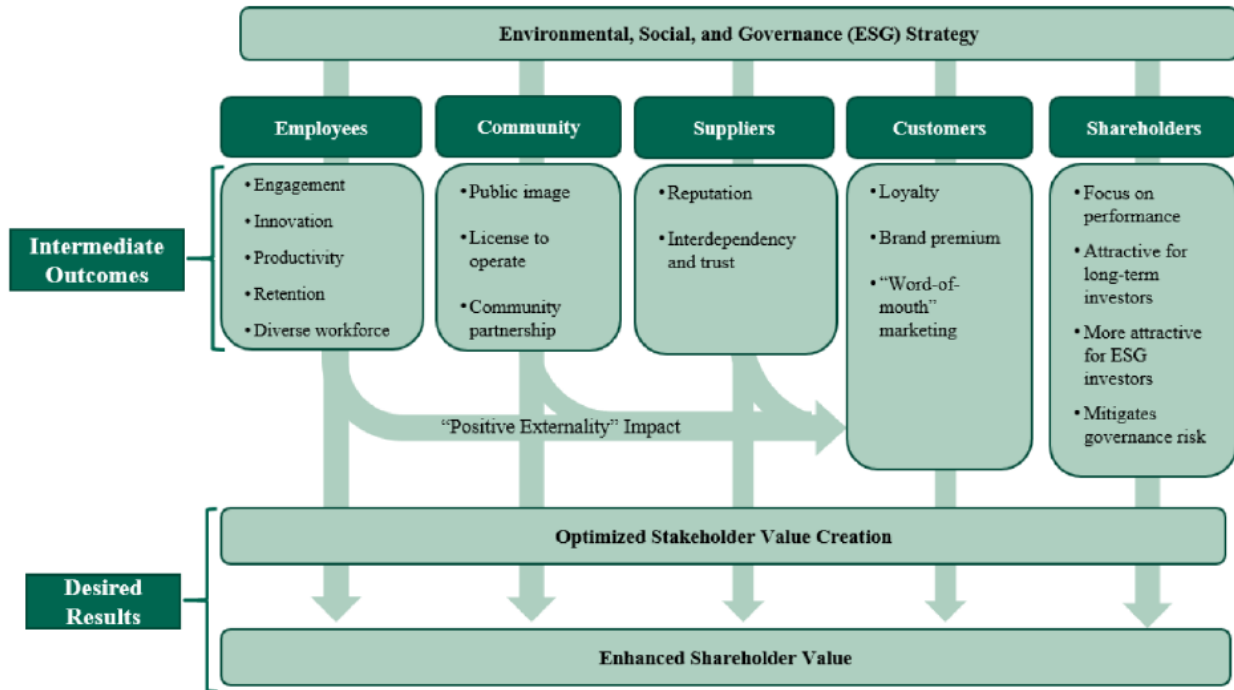 Environmental, Social, and Governance (ESG) Strategy
Employees
Community
Suppliers
Customers
Shareholders
Intermediate
Outcomes
• Engagement
• Innovation
• Productivity
• Retention
• Diverse workforce
• Public image
• License to
operate
• Community
partnership
• Reputation
• Interdependency
and trust
• Loyalty
• Brand premium
• “Word-of-
mouth”
marketing
• Focus on
performance
• Attractive for
long-term
investors
• More attractive
for ESG
investors
• Mitigates
governance risk
“Positive Externality” Impact
Desired
Results
Optimized Stakeholder Value Creation
Enhanced Shareholder Value